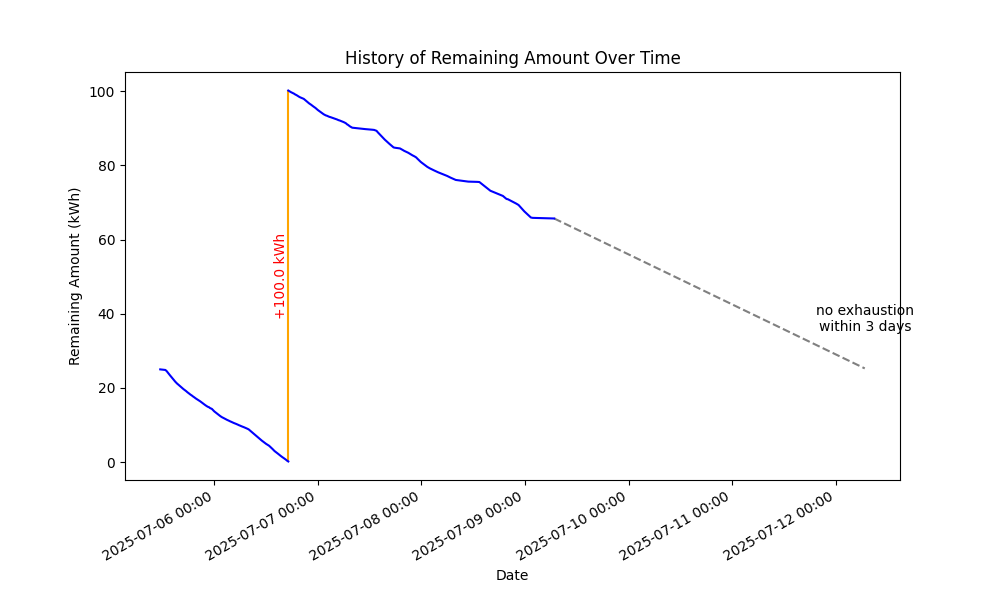 History of Remaining Amount Over Time
Remaining Amount (kWh)
100
80
60
40
20
0
+100.0 kWh
no exhaustion
within 3 days
2025-07-06 00:00
2025-07-07 00:00
2025-07-08 00:00
2025-07-09 00:00
2025-07-10 00:00
2025-07-11 00:00
2025-07-12 00:00
Date